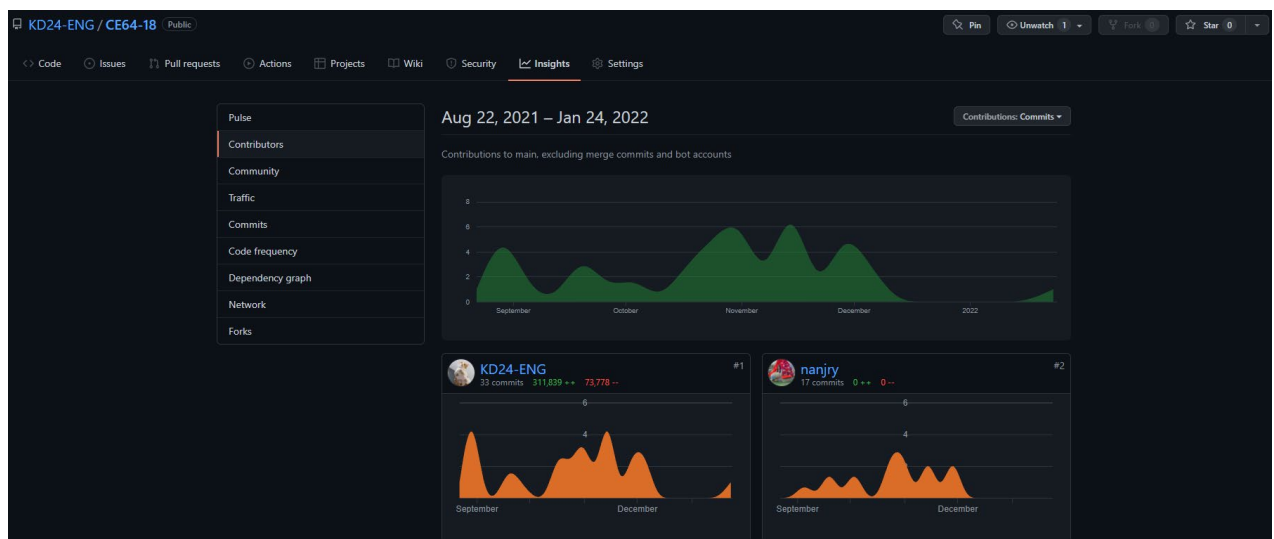 KD24-ENG / CE64-18 Public
Pin Unwatch 1 Fork 0 Star 0
Code Issues Pull requests Actions Projects Wiki Security Insights Settings
Pulse
Contributors
Community
Traffic
Commits
Code frequency
Dependency graph
Network
Forks
Aug 22, 2021 – Jan 24, 2022
Contributions: Commits
Contributions to main, excluding merge commits and bot accounts
8
6
4
2
0
September October November December 2022
KD24-ENG #1
33 commits 311,839 ++ 73,778 --
6
4
September December
nanjry #2
17 commits 0 ++ 0 --
6
4
September December